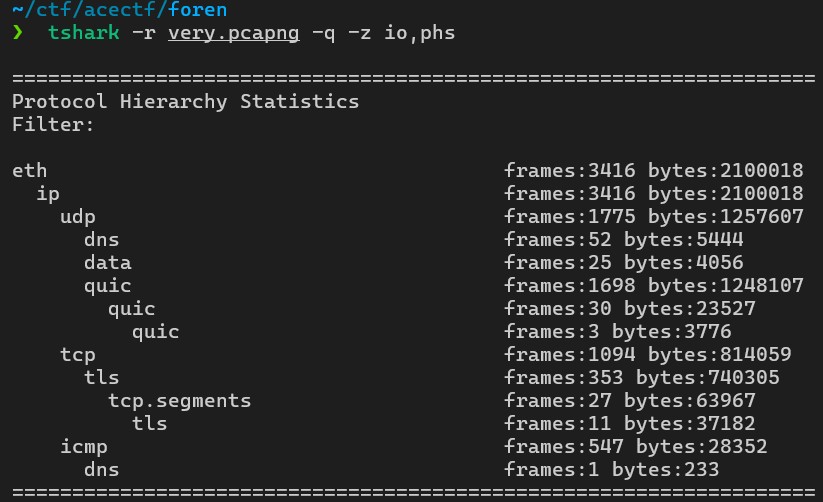 ~/ctf/acectf/foren
❯ tshark -r very.pcapng -q -z io,phs
===================================================================
Protocol Hierarchy Statistics
Filter:
eth frames:3416 bytes:2100018
ip frames:3416 bytes:2100018
udp frames:1775 bytes:1257607
dns frames:52 bytes:5444
data frames:25 bytes:4056
quic frames:1698 bytes:1248107
quic frames:30 bytes:23527
quic frames:3 bytes:3776
tcp frames:1094 bytes:814059
tls frames:353 bytes:740305
tcp.segments frames:27 bytes:63967
tls frames:11 bytes:37182
icmp frames:547 bytes:28352
dns frames:1 bytes:233
===================================================================